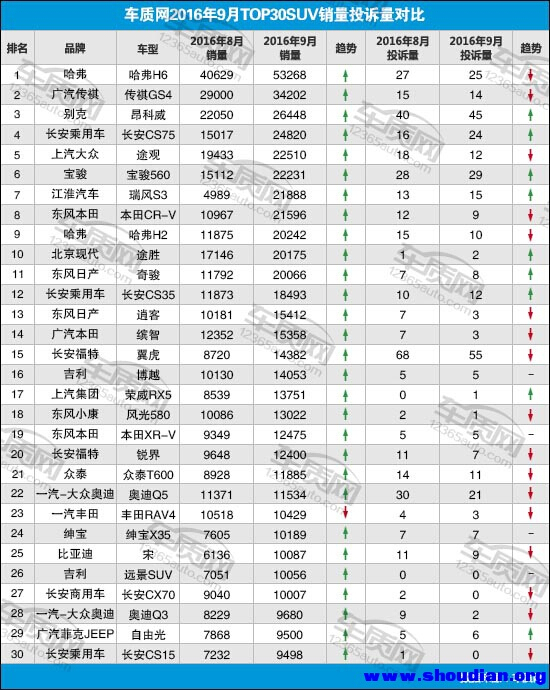 车质网2016年9月TOP30SUV销量投诉量对比
排名 品牌 车型 2016年8月销量 2016年9月销量 趋势 2016年8月投诉量 2016年9月投诉量 趋势
1 哈弗 哈弗H6 40629 53268 ↑ 27 25 ↓
2 广汽传祺 传祺GS4 29000 34202 ↑ 15 14 ↓
3 别克 昂科威 22050 26448 ↑ 40 45 ↑
4 长安乘用车 长安CS75 15017 24820 ↑ 16 24 ↑
5 上汽大众 途观 19433 22510 ↑ 18 12 ↓
6 宝骏 宝骏560 15112 22231 ↑ 28 29 ↑
7 江淮汽车 瑞风S3 4989 21888 ↑ 13 15 ↑
8 东风本田 本田CR-V 10967 21596 ↑ 12 9 ↓
9 哈弗 哈弗H2 11875 20242 ↑ 15 10 ↓
10 北京现代 途胜 17146 20175 ↑ 1 2 ↑
11 东风日产 奇骏 11792 20066 ↑ 7 8 ↑
12 长安乘用车 长安CS35 11873 18493 ↑ 10 12 ↑
13 东风日产 逍客 10181 15412 ↑ 7 3 ↓
14 广汽本田 缤智 12352 15358 ↑ 7 3 ↓
15 长安福特 翼虎 8720 14382 ↑ 68 55 ↓
16 吉利 博越 10130 14053 ↑ 5 5 –
17 上汽集团 荣威RX5 8539 13751 ↑ 0 1 ↑
18 东风小康 风光580 10086 13022 ↑ 2 1 ↓
19 东风本田 本田XR-V 9349 12475 ↑ 5 5 –
20 长安福特 锐界 9648 12400 ↑ 11 7 ↓
21 众泰 众泰T600 8928 11885 ↑ 14 11 ↓
22 一汽-大众奥迪 奥迪Q5 11371 11534 ↑ 30 21 ↓
23 一汽丰田 丰田RAV4 10518 10429 ↓ 4 3 ↓
24 绅宝 绅宝X35 7605 10189 ↑ 7 7 –
25 比亚迪 宋 6136 10087 ↑ 11 9 ↓
26 吉利 远景SUV 7051 10056 ↑ 0 0 –
27 长安商用车 长安CX70 9040 10007 ↑ 2 0 ↓
28 一汽-大众奥迪 奥迪Q3 8229 9680 ↑ 9 2 ↓
29 广汽菲克JEEP 自由光 7868 9500 ↑ 5 6 ↑
30 长安乘用车 长安CS15 7232 9498 ↑ 1 0 ↓
车质网
12365auto.com
www.shoudian.org